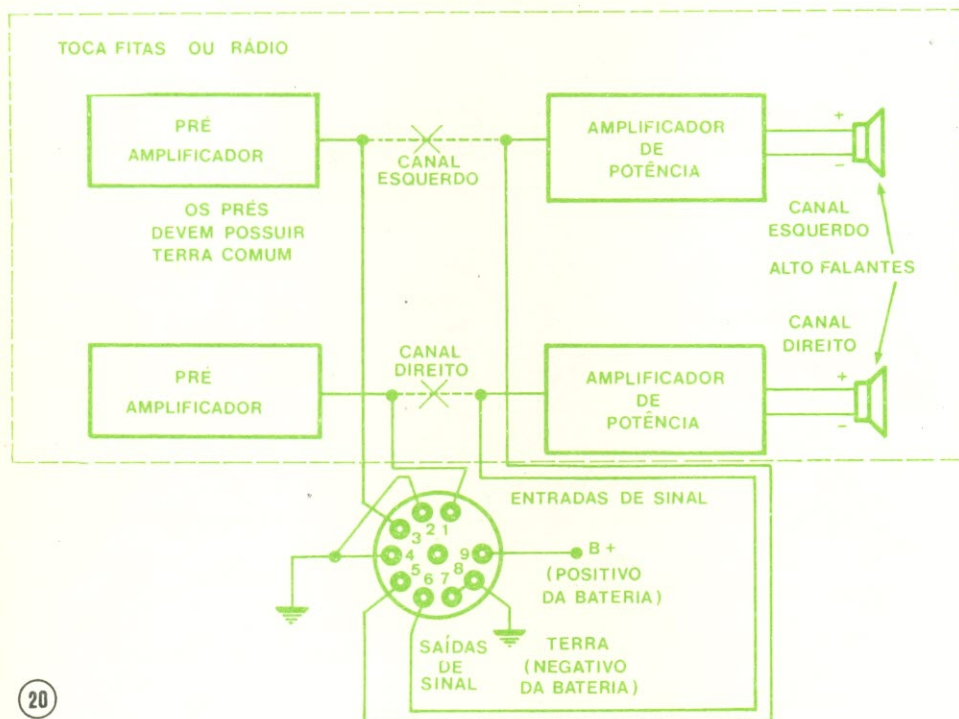 TOCA FITAS OU RÁDIO
PRÉ
AMPLIFICADOR
OS PRÉS
DEVEM POSSUIR
TERRA COMUM
CANAL
ESQUERDO
AMPLIFICADOR
DE
POTÊNCIA
+
−
CANAL
ESQUERDO
ALTO FALANTES
CANAL
DIREITO
PRÉ
AMPLIFICADOR
CANAL
DIREITO
AMPLIFICADOR
DE
POTÊNCIA
+
−
ENTRADAS DE SINAL
1
2
3
4
5
6
7
8
9
B +
(POSITIVO
DA BATERIA)
SAÍDAS
DE
SINAL
TERRA
(NEGATIVO
DA BATERIA)
20